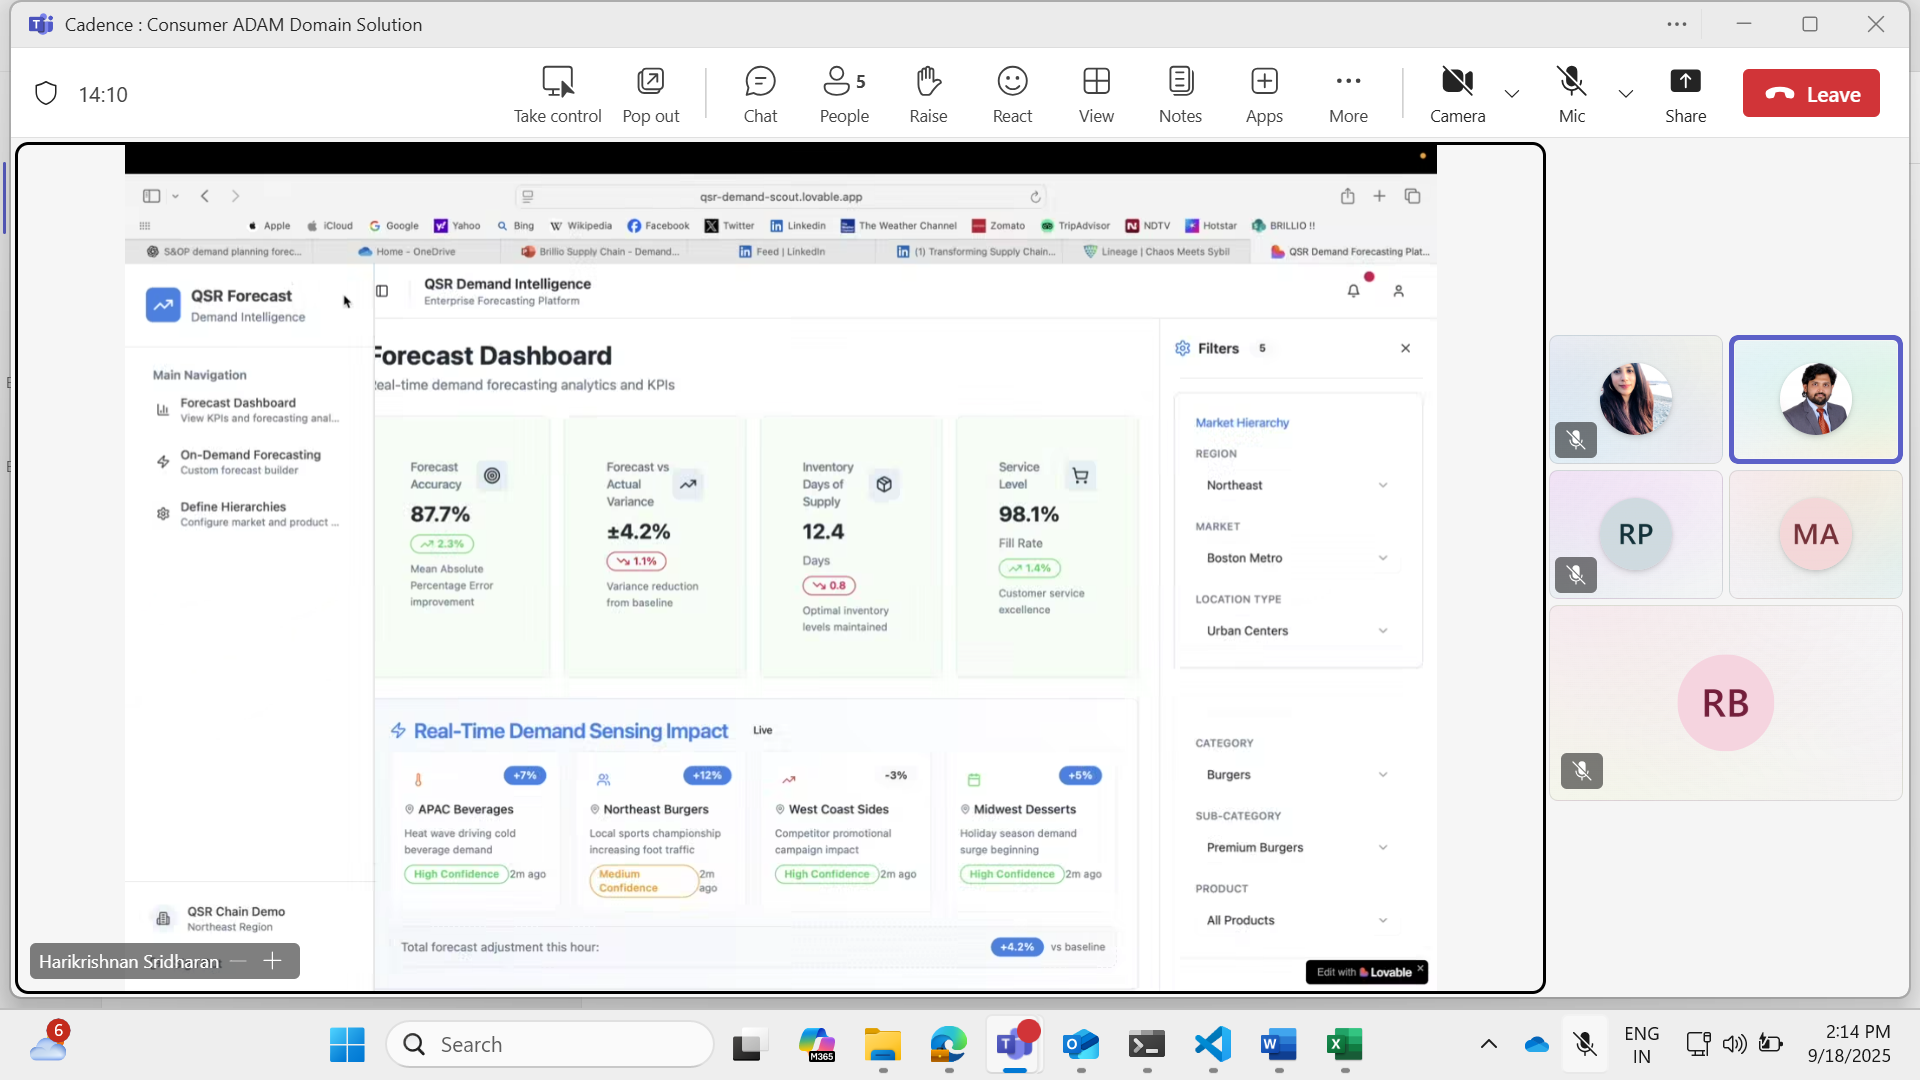 Cadence : Consumer ADAM Domain Solution
14:10
Take control
Pop out
Chat
5
People
Raise
React
View
Notes
Apps
More
Camera
Mic
Share
Leave
qsr-demand-scout.lovable.app
Apple
iCloud
Google
Yahoo
Bing
Wikipedia
Facebook
Twitter
Linkedin
The Weather Channel
Zomato
TripAdvisor
NDTV
Hotstar
BRILLIO !!
S&OP demand planning forec...
Home – OneDrive
Brillio Supply Chain – Demand...
Feed | LinkedIn
(1) Transforming Supply Chain...
Lineage | Chaos Meets Sybil
QSR Demand Forecasting Plat...
QSR Forecast
Demand Intelligence
QSR Demand Intelligence
Enterprise Forecasting Platform
Main Navigation
Forecast Dashboard
View KPIs and forecasting anal...
On-Demand Forecasting
Custom forecast builder
Define Hierarchies
Configure market and product ...
QSR Chain Demo
Northeast Region
Harikrishnan Sridharan
Forecast Dashboard
Real-time demand forecasting analytics and KPIs
Forecast
Accuracy
87.7%
2.3%
Mean Absolute
Percentage Error
improvement
Forecast vs
Actual
Variance
±4.2%
1.1%
Variance reduction
from baseline
Inventory
Days of
Supply
12.4
Days
0.8
Optimal inventory
levels maintained
Service
Level
98.1%
Fill Rate
1.4%
Customer service
excellence
Real-Time Demand Sensing Impact
Live
+7%
APAC Beverages
Heat wave driving cold
beverage demand
High Confidence
2m ago
+12%
Northeast Burgers
Local sports championship
increasing foot traffic
Medium
Confidence
2m
ago
-3%
West Coast Sides
Competitor promotional
campaign impact
High Confidence
2m ago
+5%
Midwest Desserts
Holiday season demand
surge beginning
High Confidence
2m ago
Total forecast adjustment this hour:
+4.2%
vs baseline
Filters
5
Market Hierarchy
REGION
Northeast
MARKET
Boston Metro
LOCATION TYPE
Urban Centers
CATEGORY
Burgers
SUB-CATEGORY
Premium Burgers
PRODUCT
All Products
Edit with Lovable
RP
MA
RB
6
Search
M365
ENG
IN
2:14 PM
9/18/2025